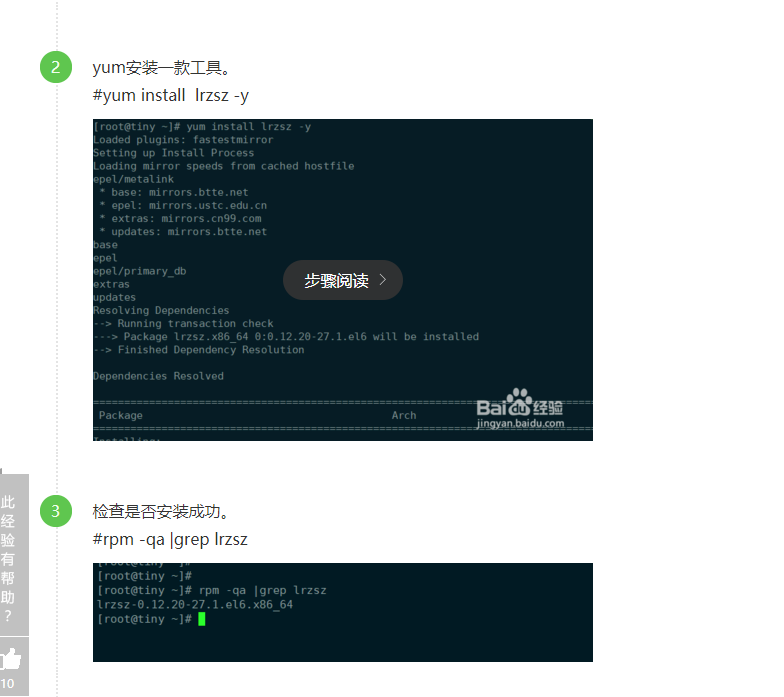 2
yum安装一款工具。
#yum install lrzsz -y
[root@tiny ~]# yum install lrzsz -y
Loaded plugins: fastestmirror
Setting up Install Process
Loading mirror speeds from cached hostfile
epel/metalink
* base: mirrors.btte.net
* epel: mirrors.ustc.edu.cn
* extras: mirrors.cn99.com
* updates: mirrors.btte.net
base
epel
epel/primary_db
extras
updates
步骤阅读
Resolving Dependencies
--> Running transaction check
---> Package lrzsz.x86_64 0:0.12.20-27.1.el6 will be installed
--> Finished Dependency Resolution
Dependencies Resolved
Package Arch
Installing:
Baidu经验
jingyan.baidu.com
3
检查是否安装成功。
#rpm -qa |grep lrzsz
[root@tiny ~]#
[root@tiny ~]#
[root@tiny ~]# rpm -qa |grep lrzsz
lrzsz-0.12.20-27.1.el6.x86_64
[root@tiny ~]#
此
经
验
有
帮
助
？
10